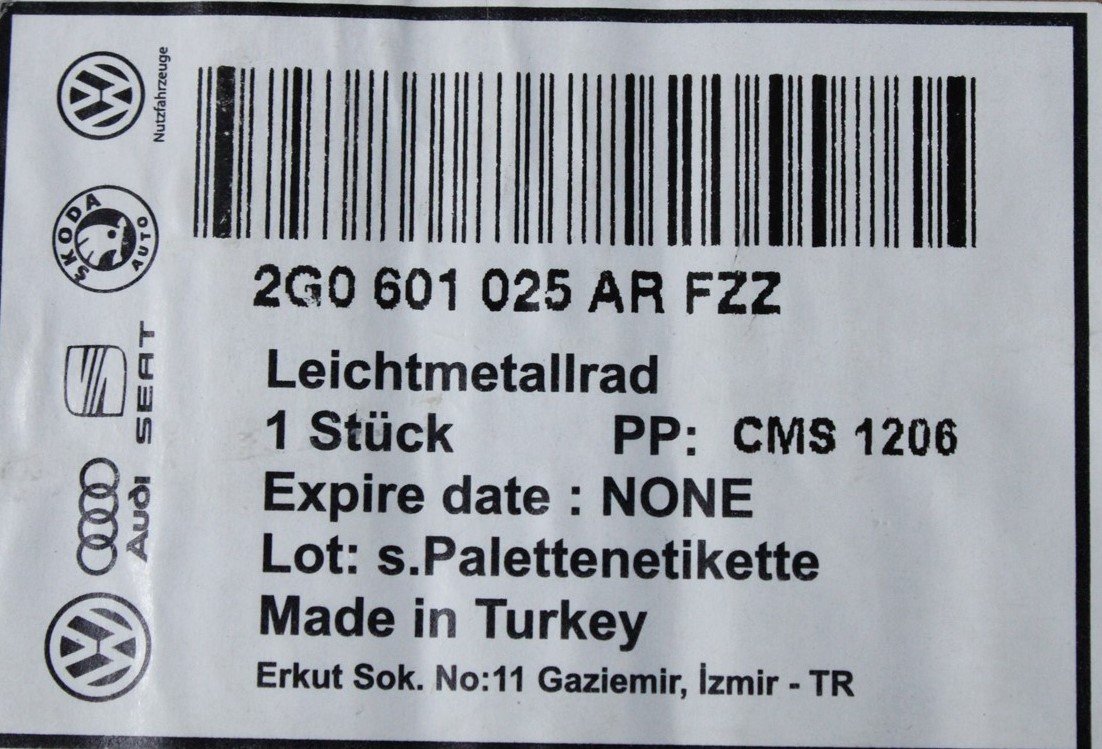 Nutzfahrzeuge
ŠKODA
AUTO
SEAT
Audi
2G0 601 025 AR FZZ
Leichtmetallrad
1 Stück PP: CMS 1206
Expire date : NONE
Lot: s.Palettenetikette
Made in Turkey
Erkut Sok. No:11 Gaziemir, İzmir - TR